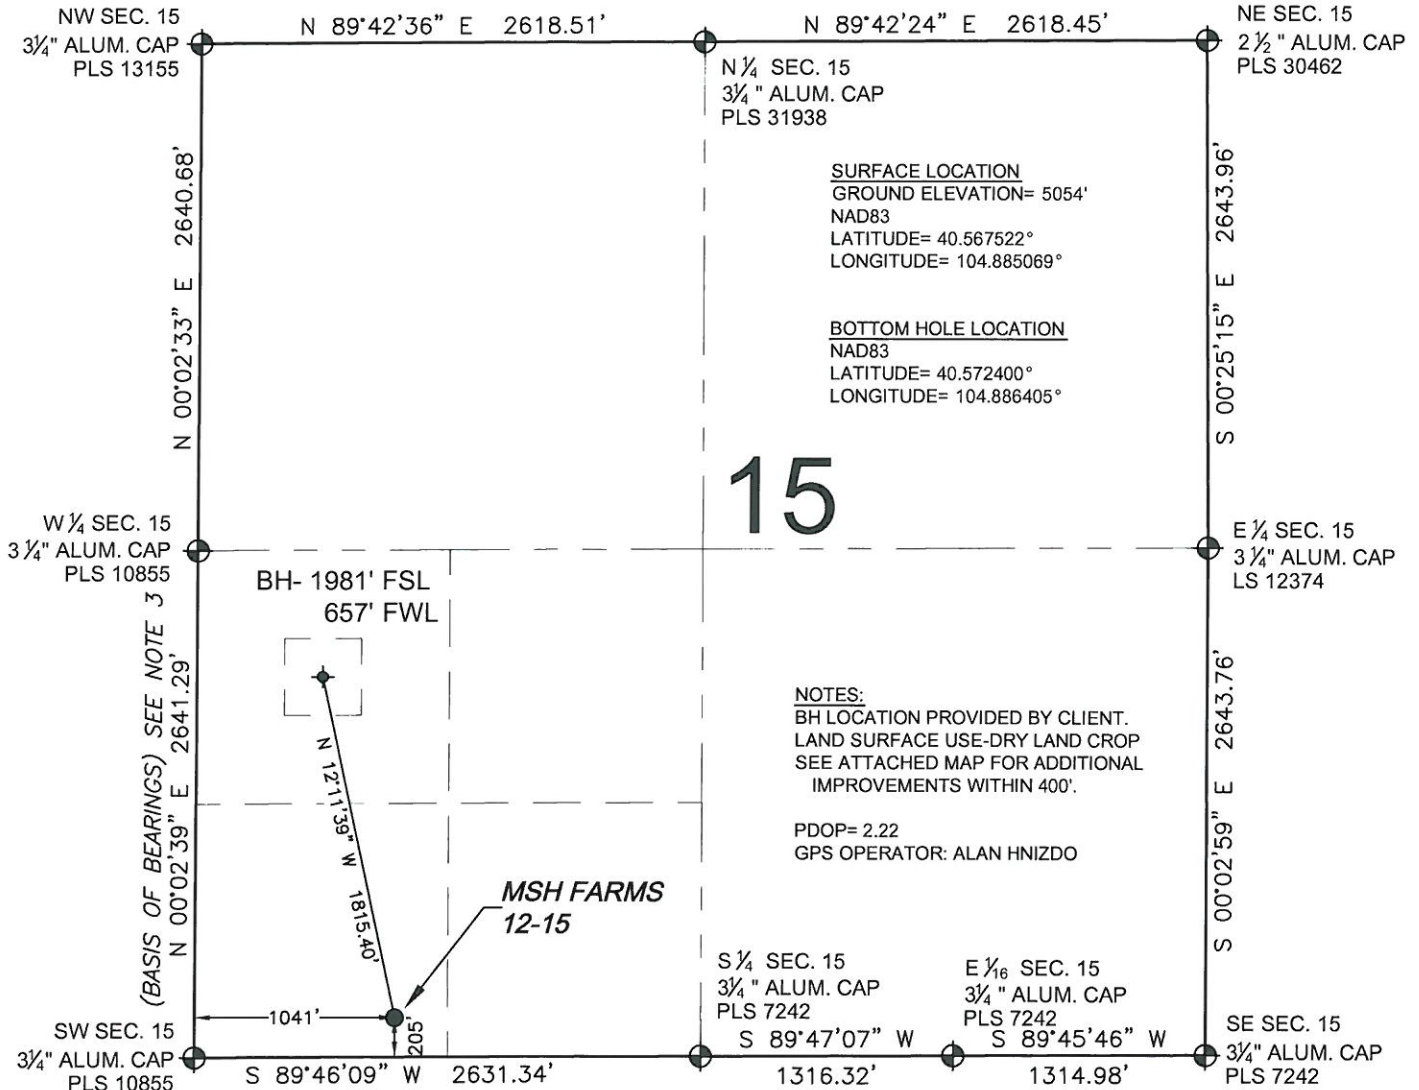 NW SEC. 15
3¼" ALUM. CAP
PLS 13155
N 89°42'36" E 2618.51'
N 89°42'24" E 2618.45'
NE SEC. 15
2 ½" ALUM. CAP
PLS 30462
N ¼ SEC. 15
3¼" ALUM. CAP
PLS 31938
N 00°02'33" E 2640.68'
SURFACE LOCATION
GROUND ELEVATION= 5054'
NAD83
LATITUDE= 40.567522°
LONGITUDE= 104.885069°
BOTTOM HOLE LOCATION
NAD83
LATITUDE= 40.572400°
LONGITUDE= 104.886405°
S 00°25'15" E 2643.96'
15
W ¼ SEC. 15
3 ¼" ALUM. CAP
PLS 10855
E ¼ SEC. 15
3 ¼" ALUM. CAP
LS 12374
BH- 1981' FSL
657' FWL
(BASIS OF BEARINGS) SEE NOTE 3
N 00°02'39" E 2641.29'
N 12°11'39" W 1815.40'
NOTES:
BH LOCATION PROVIDED BY CLIENT.
LAND SURFACE USE-DRY LAND CROP
SEE ATTACHED MAP FOR ADDITIONAL
IMPROVEMENTS WITHIN 400'.
PDOP= 2.22
GPS OPERATOR: ALAN HNIZDO
S 00°02'59" E 2643.76'
MSH FARMS
12-15
1041'
205'
S ¼ SEC. 15
3¼" ALUM. CAP
PLS 7242
E 1⁄16 SEC. 15
3¼" ALUM. CAP
PLS 7242
SW SEC. 15
3¼" ALUM. CAP
PLS 10855
S 89°46'09" W 2631.34'
S 89°47'07" W
1316.32'
S 89°45'46" W
1314.98'
SE SEC. 15
3¼" ALUM. CAP
PLS 7242